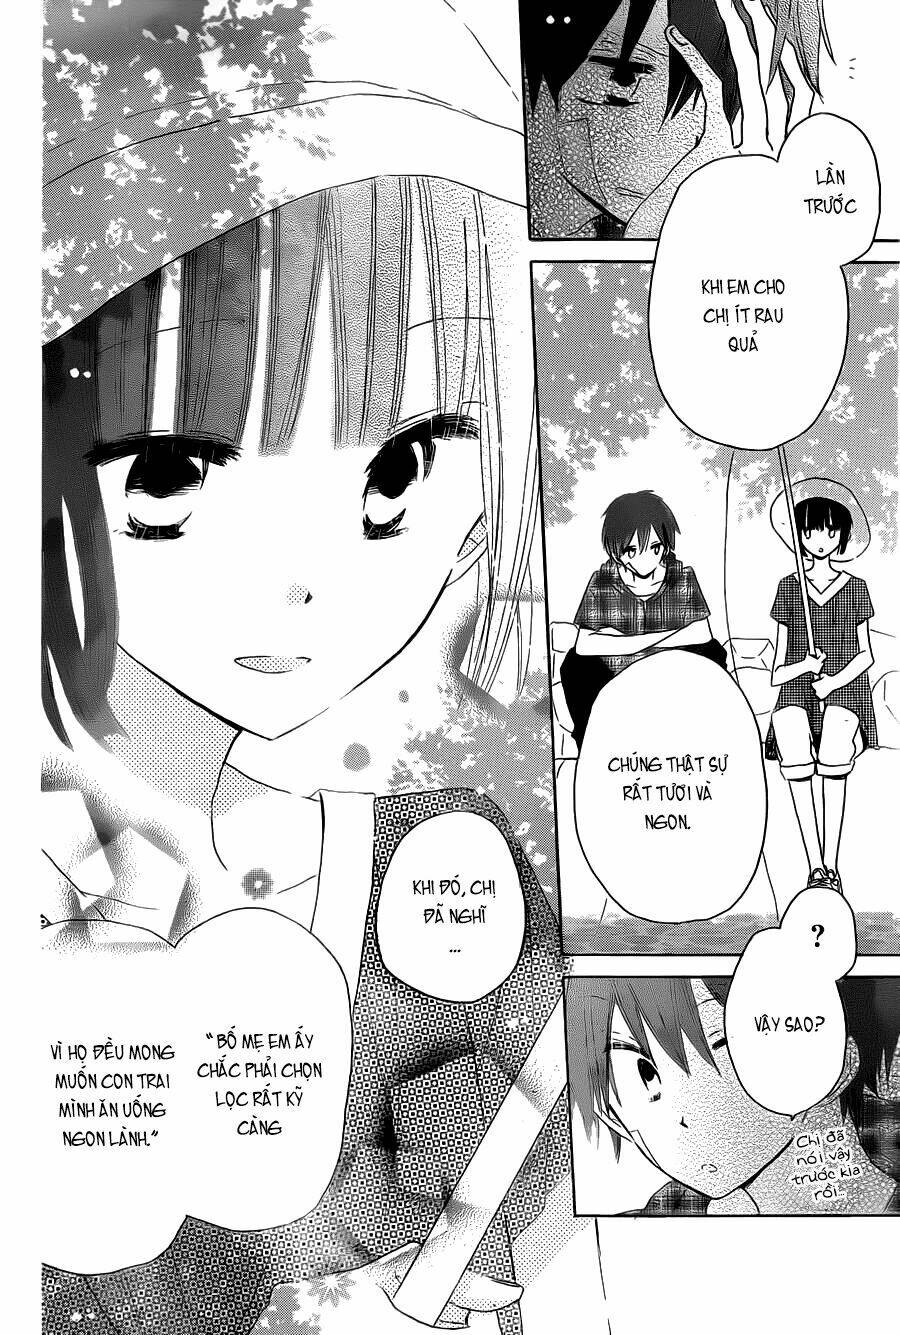 LẦN
TRƯỚC
KHI EM CHO
CHỊ ÍT RAU
QUẢ
CHÚNG THẬT SỰ
RẤT TƯƠI VÀ
NGON.
?
VẬY SAO?
Chị đã
nói vậy
trước kia
rồi..
KHI ĐÓ, CHỊ
ĐÃ NGHĨ
...
“BỐ MẸ EM ẤY
CHẮC PHẢI CHỌN
LỌC RẤT KỸ
CÀNG
VÌ HỌ ĐỀU MONG
MUỐN CON TRAI
MÌNH ĂN UỐNG
NGON LÀNH.”